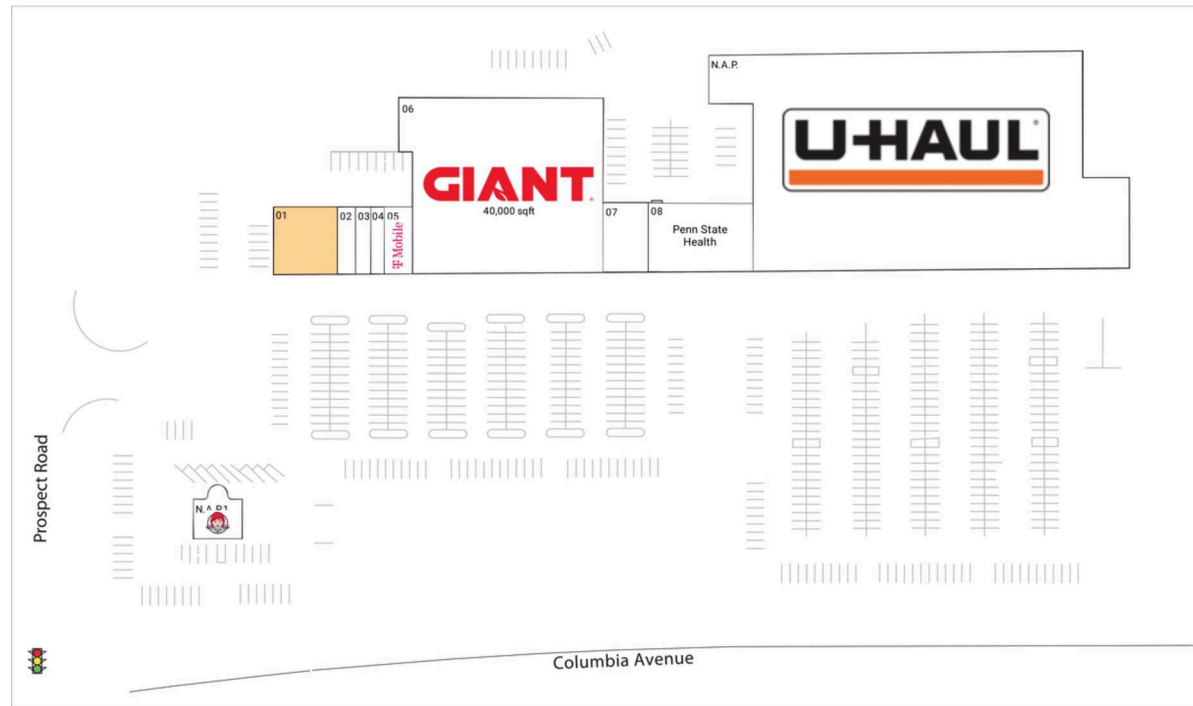 N.A.P.
U-HAUL®
06
GIANT®
40,000 sqft
01
02
03
04
05
T Mobile
07
08
Penn State
Health
Prospect Road
Columbia Avenue